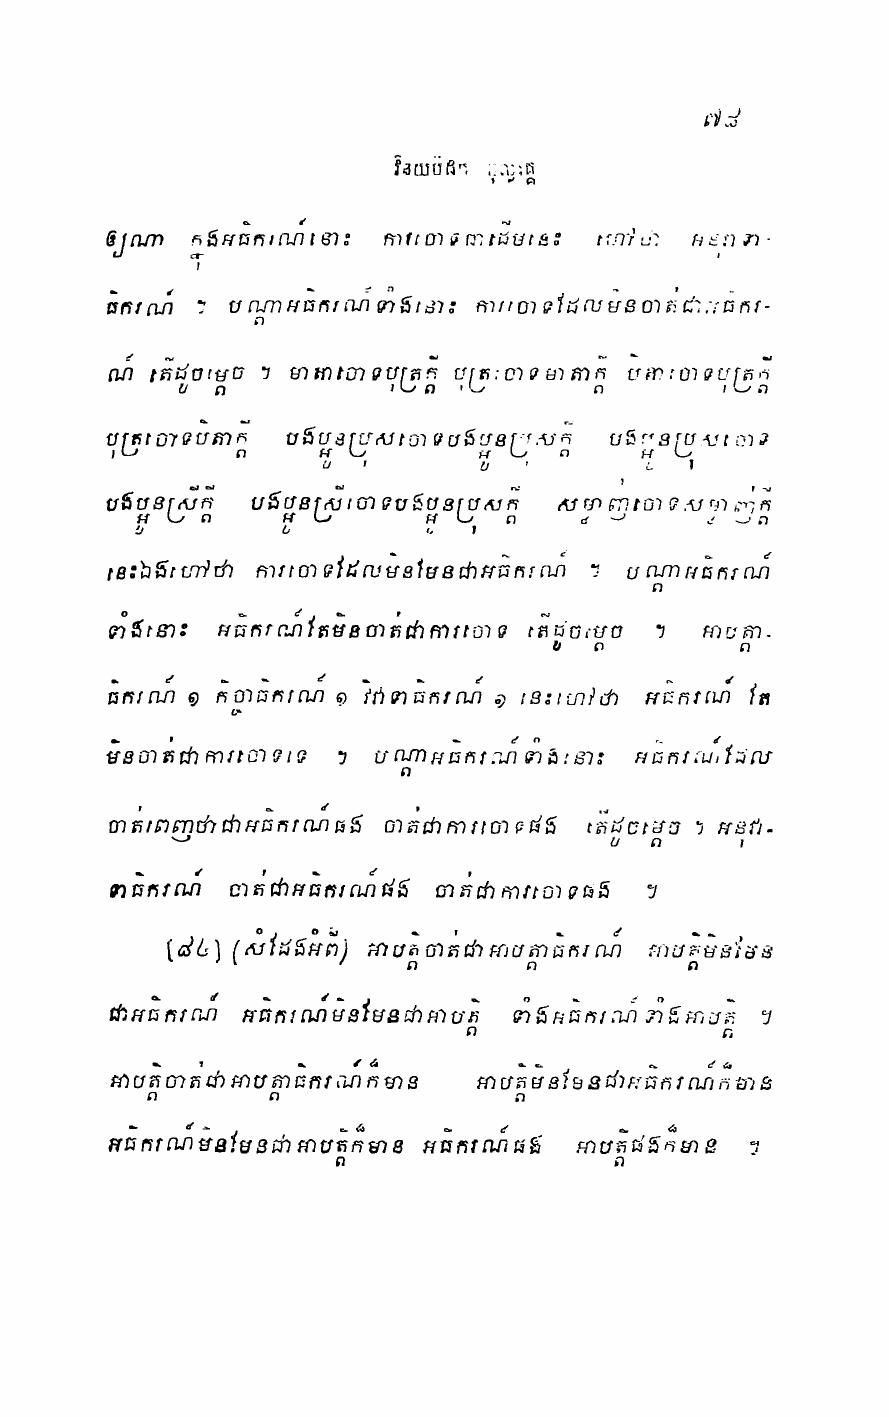 ៧៨
វិនយបិដក ចុល្លវគ្គ
ឲ្យណា ក្នុងអធិករណ៍នោះ ការចោទជាដើមនេះ ហៅថា អនុវាទា-
ធិករណ៍ ។ បណ្តាអធិករណ៍ទាំងនោះ ការចោទដែលមិនចាត់ជាអធិករ-
ណ៍ តើដូចម្តេច ។ មាតាចោទបុត្រក្តី បុត្រចោទមាតាក្តី បិតាចោទបុត្រក្តី
បុត្រចោទបិតាក្តី បងប្អូនប្រុសចោទបងប្អូនប្រុសក្តី បងប្អូនប្រុសចោទ
បងប្អូនស្រីក្តី បងប្អូនស្រីចោទបងប្អូនប្រុសក្តី សម្លាញ់ចោទសម្លាញ់ក្តី
នេះឯងហៅថា ការចោទដែលមិនមែនជាអធិករណ៍ ។ បណ្តាអធិករណ៍
ទាំងនោះ អធិករណ៍តែមិនចាត់ជាការចោទ តើដូចម្តេច ។ អាបត្តា-
ធិករណ៍ ១ កិច្ចាធិករណ៍ ១ វិវាទាធិករណ៍ ១ នេះហៅថា អធិករណ៍ តែ
មិនចាត់ជាការចោទទេ ។ បណ្តាអធិករណ៍ទាំងនោះ អធិករណ៍ដែល
ចាត់ពេញថាជាអធិករណ៍ផង ចាត់ជាការចោទផង តើដូចម្តេច ។ អនុវា-
ទាធិករណ៍ ចាត់ជាអធិករណ៍ផង ចាត់ជាការចោទផង ។
[៨៤] (សំដែងអំពី) អាបត្តិចាត់ជាអាបត្តាធិករណ៍ អាបត្តិមិនមែន
ជាអធិករណ៍ អធិករណ៍មិនមែនជាអាបត្តិ ទាំងអធិករណ៍ ទាំងអាបត្តិ ។
អាបត្តិចាត់ជាអាបត្តាធិករណ៍ក៏មាន អាបត្តិមិនមែនជាអធិករណ៍ក៏មាន
អធិករណ៍មិនមែនជាអាបត្តិក៏មាន អធិករណ៍ផង អាបត្តិផងក៏មាន ។